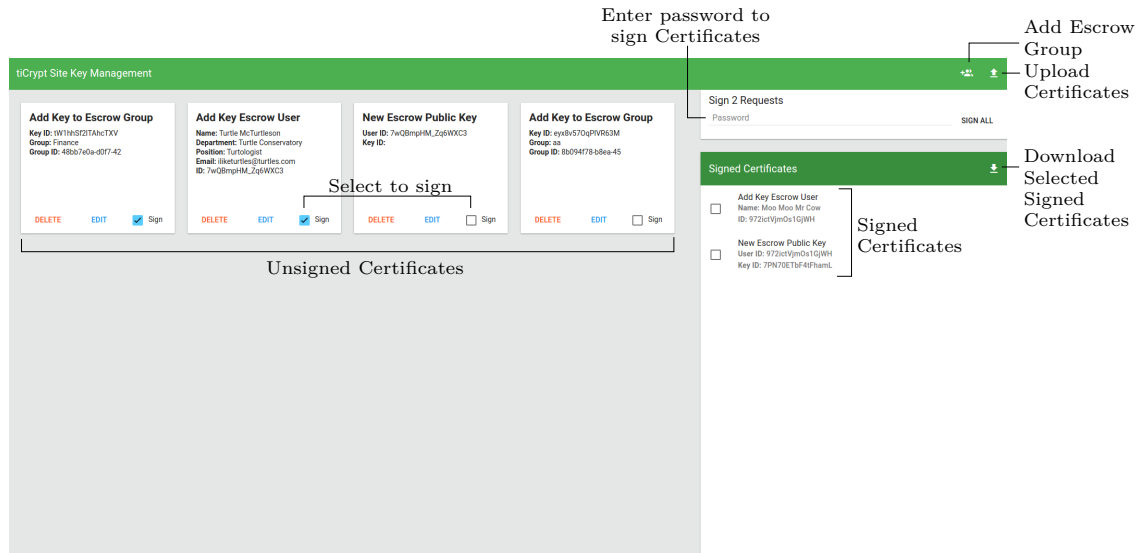 Enter password to
sign Certificates
Add Escrow
Group
Upload
Certificates
tiCrypt Site Key Management
Add Key to Escrow Group
Key ID: tW1hhSf2ITAhcTXV
Group: Finance
Group ID: 48bb7e0a-d0f7-42
DELETE EDIT Sign
Add Key Escrow User
Name: Turtle McTurtleson
Department: Turtle Conservatory
Position: Turtologist
Email: iliketurtles@turtles.com
ID: 7wQBmpHM_Zq6WXC3
DELETE EDIT Sign
New Escrow Public Key
User ID: 7wQBmpHM_Zq6WXC3
Key ID:
DELETE EDIT Sign
Add Key to Escrow Group
Key ID: eyx8v57OqPIVR63M
Group: aa
Group ID: 8b094f78-b8ea-45
DELETE EDIT Sign
Select to sign
Unsigned Certificates
Sign 2 Requests
Password
SIGN ALL
Signed Certificates
Download
Selected
Signed
Certificates
Add Key Escrow User
Name: Moo Moo Mr Cow
ID: 972ictVjmOs1GjWH
New Escrow Public Key
User ID: 972ictVjmOs1GjWH
Key ID: 7PN70ETbF4tFhamL
Signed
Certificates